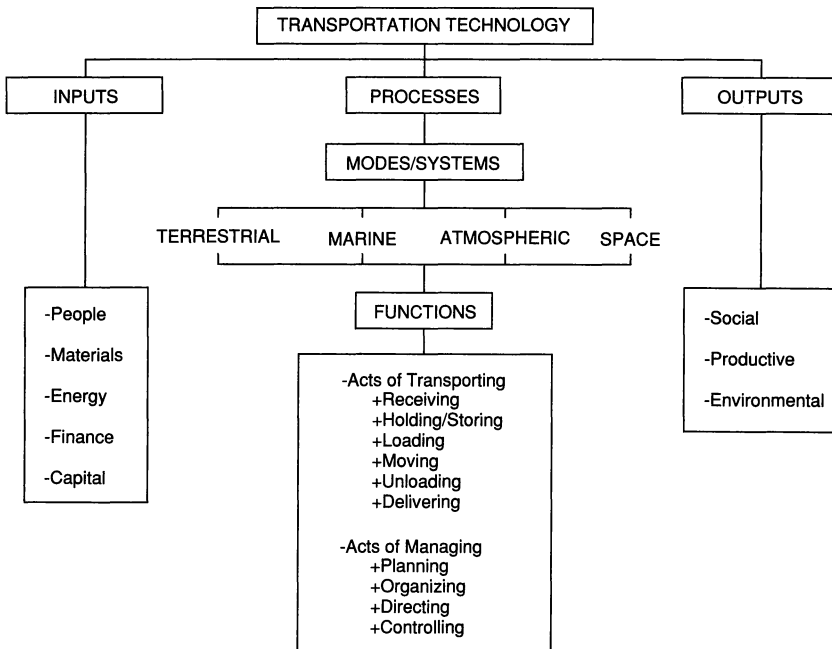 TRANSPORTATION TECHNOLOGY
INPUTS
PROCESSES
OUTPUTS
MODES/SYSTEMS
TERRESTRIAL
MARINE
ATMOSPHERIC
SPACE
FUNCTIONS
-People
-Materials
-Energy
-Finance
-Capital
-Acts of Transporting
+Receiving
+Holding/Storing
+Loading
+Moving
+Unloading
+Delivering
-Acts of Managing
+Planning
+Organizing
+Directing
+Controlling
-Social
-Productive
-Environmental